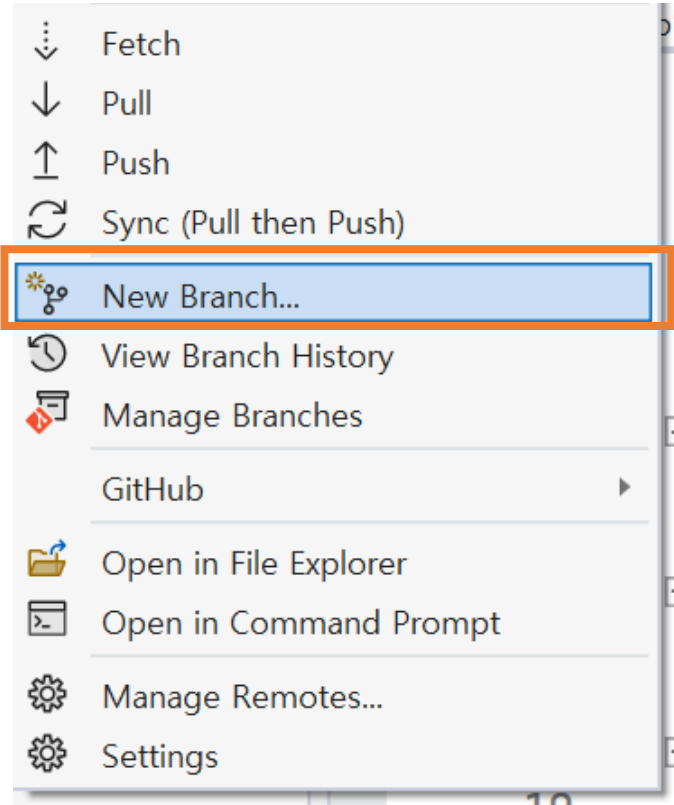 Fetch
Pull
Push
Sync (Pull then Push)
New Branch...
View Branch History
Manage Branches
GitHub
Open in File Explorer
Open in Command Prompt
Manage Remotes...
Settings